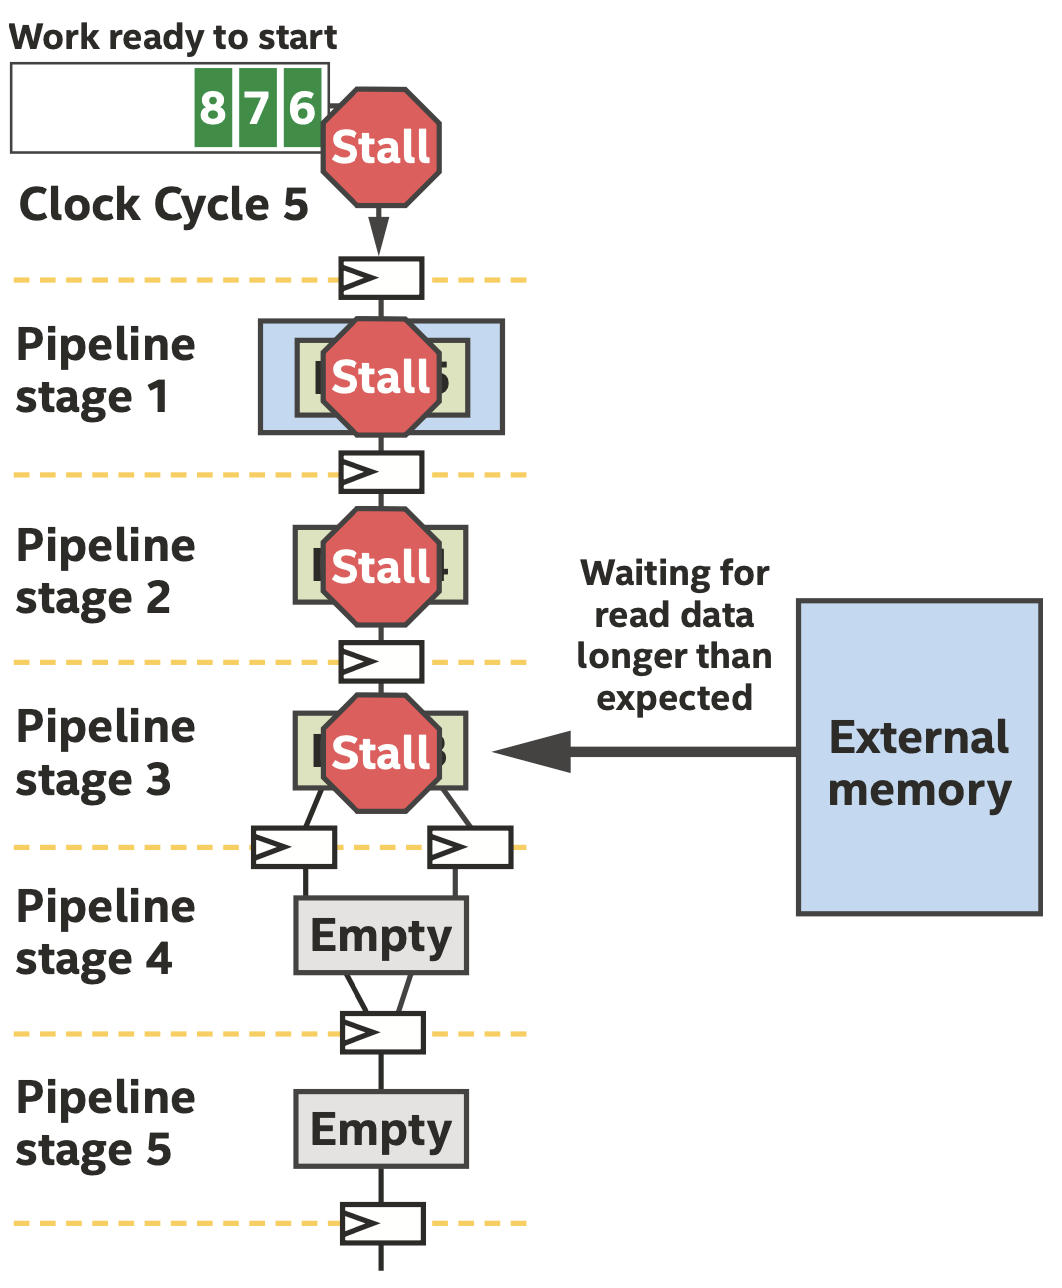 Work ready to start
8 7 6
Stall
Clock Cycle 5
Pipeline
stage 1
Stall
Pipeline
stage 2
Stall
Waiting for
read data
longer than
expected
Pipeline
stage 3
Stall
External
memory
Pipeline
stage 4
Empty
Pipeline
stage 5
Empty